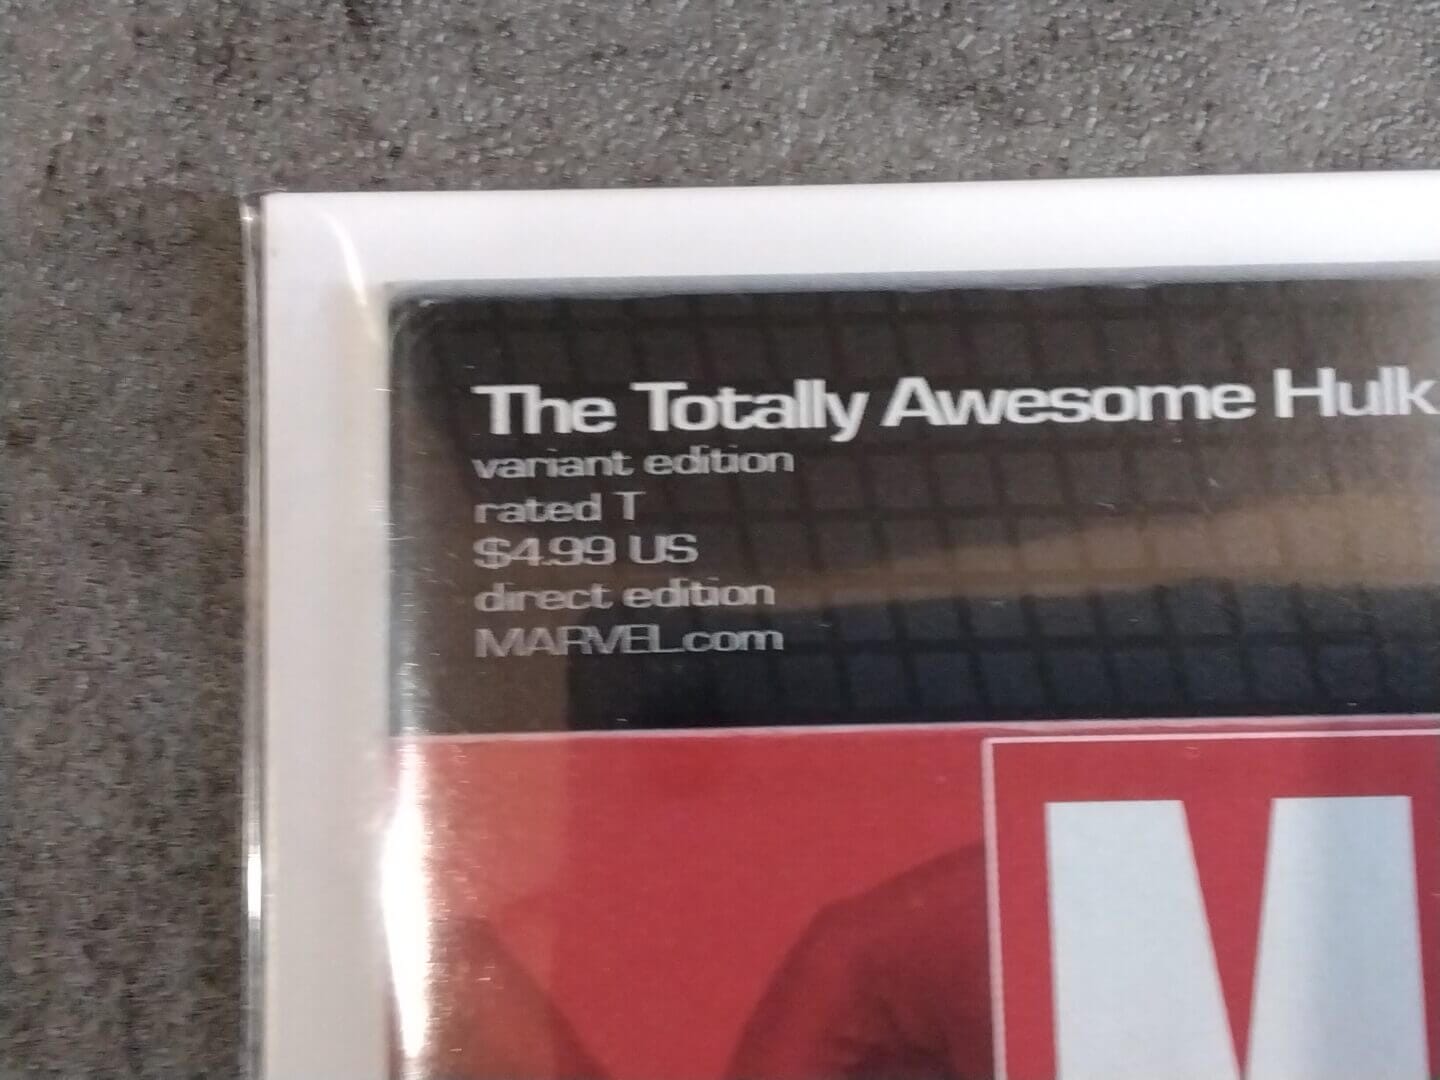 The Totally Awesome Hulk
variant edition
rated T
$4.99 US
direct edition
MARVEL.com
M